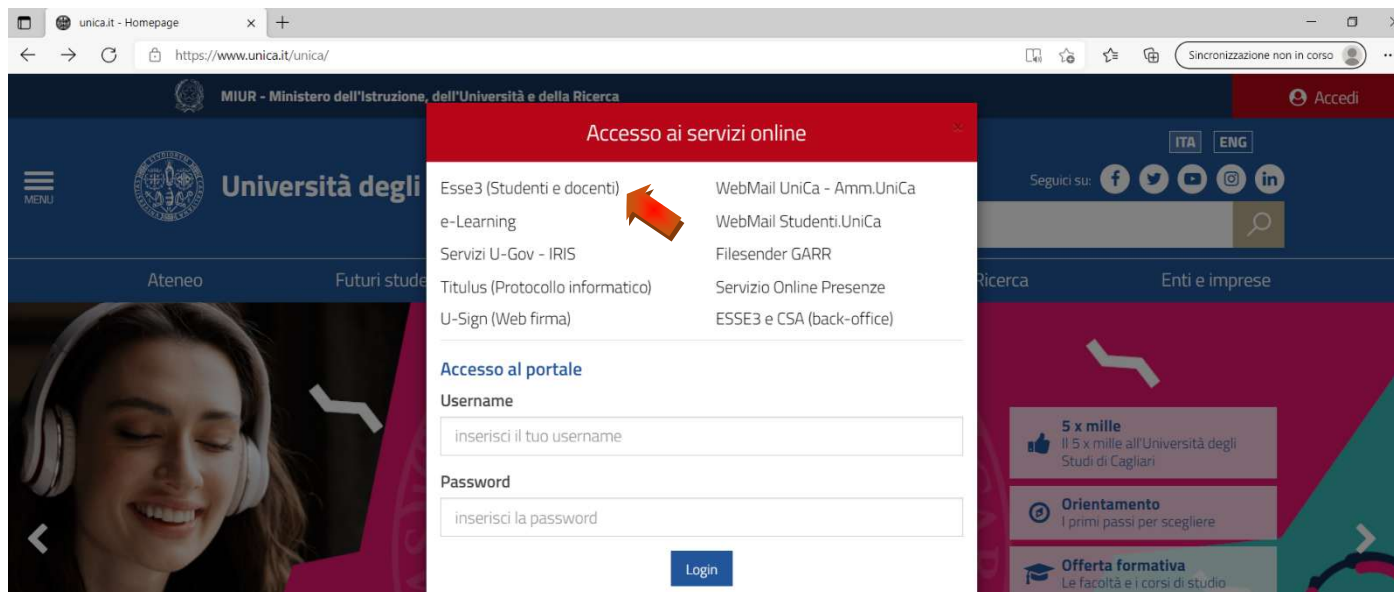 unica.it - Homepage
https://www.unica.it/unica/
Sincronizzazione non in corso
MIUR - Ministero dell'Istruzione, dell'Università e della Ricerca
Accedi
Accesso ai servizi online
ITA ENG
MENU
Università degli
Seguici su:
Esse3 (Studenti e docenti)
WebMail UniCa - Amm.UniCa
e-Learning
WebMail Studenti.UniCa
Servizi U-Gov - IRIS
Filesender GARR
Titulus (Protocollo informatico)
Servizio Online Presenze
U-Sign (Web firma)
ESSE3 e CSA (back-office)
Ateneo
Futuri stude
Ricerca
Enti e imprese
Accesso al portale
Username
inserisci il tuo username
Password
inserisci la password
Login
5 x mille
Il 5 x mille all'Università degli
Studi di Cagliari
Orientamento
I primi passi per scegliere
Offerta formativa
Le facoltà e i corsi di studio